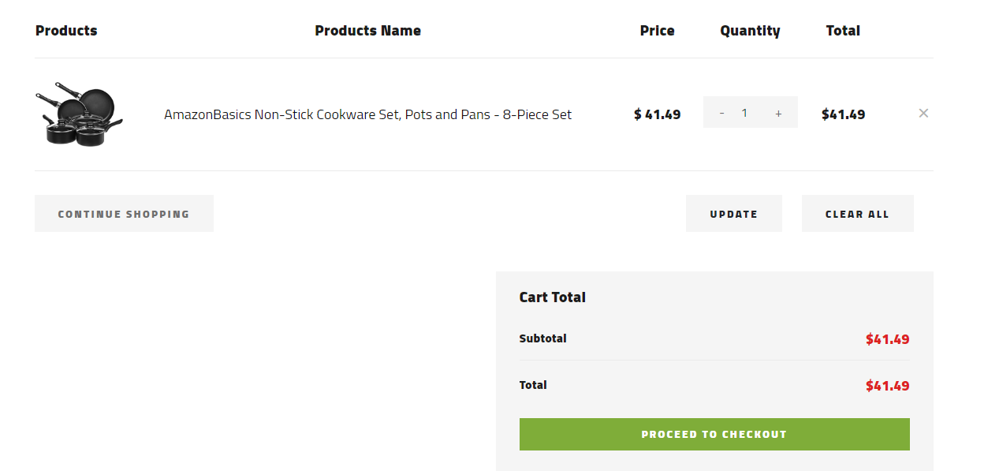 Products Products Name Price Quantity Total
AmazonBasics Non-Stick Cookware Set, Pots and Pans - 8-Piece Set $ 41.49 - 1 + $41.49 ×
CONTINUE SHOPPING UPDATE CLEAR ALL
Cart Total
Subtotal $41.49
Total $41.49
PROCEED TO CHECKOUT